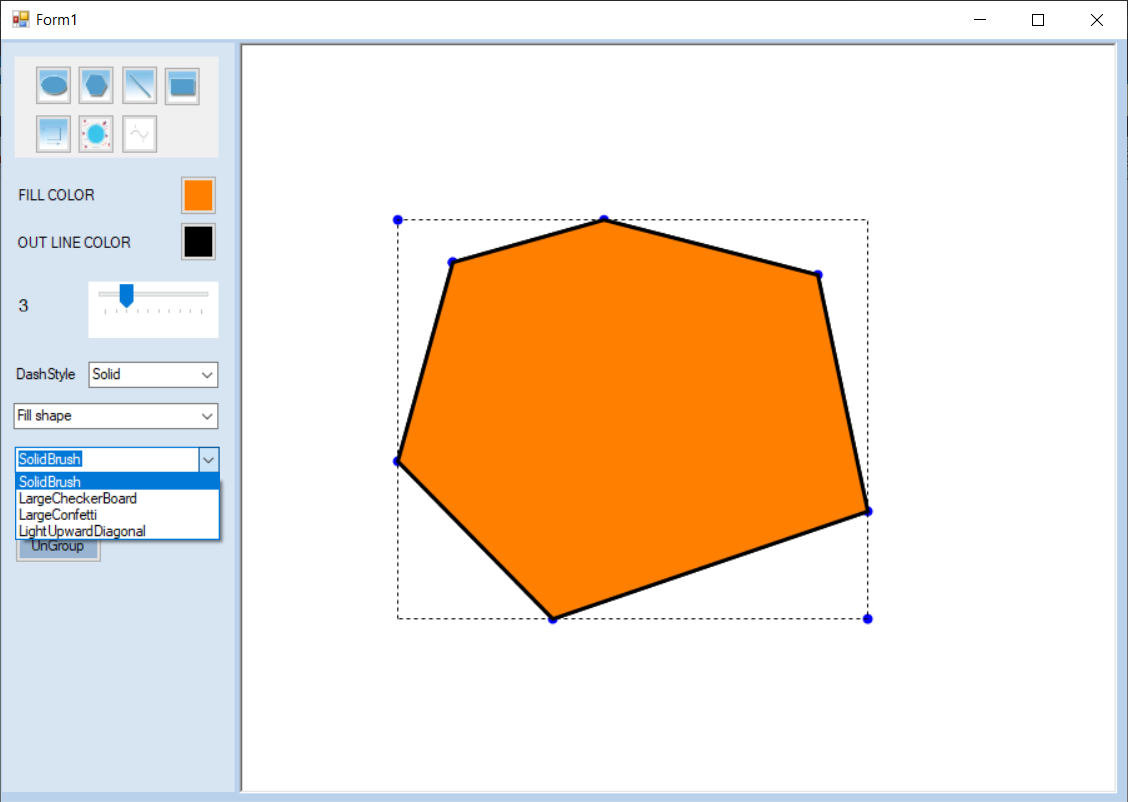 Form1
FILL COLOR
OUT LINE COLOR
3
DashStyle Solid
Fill shape
SolidBrush
SolidBrush
LargeCheckerBoard
LargeConfetti
LightUpwardDiagonal
UnGroup